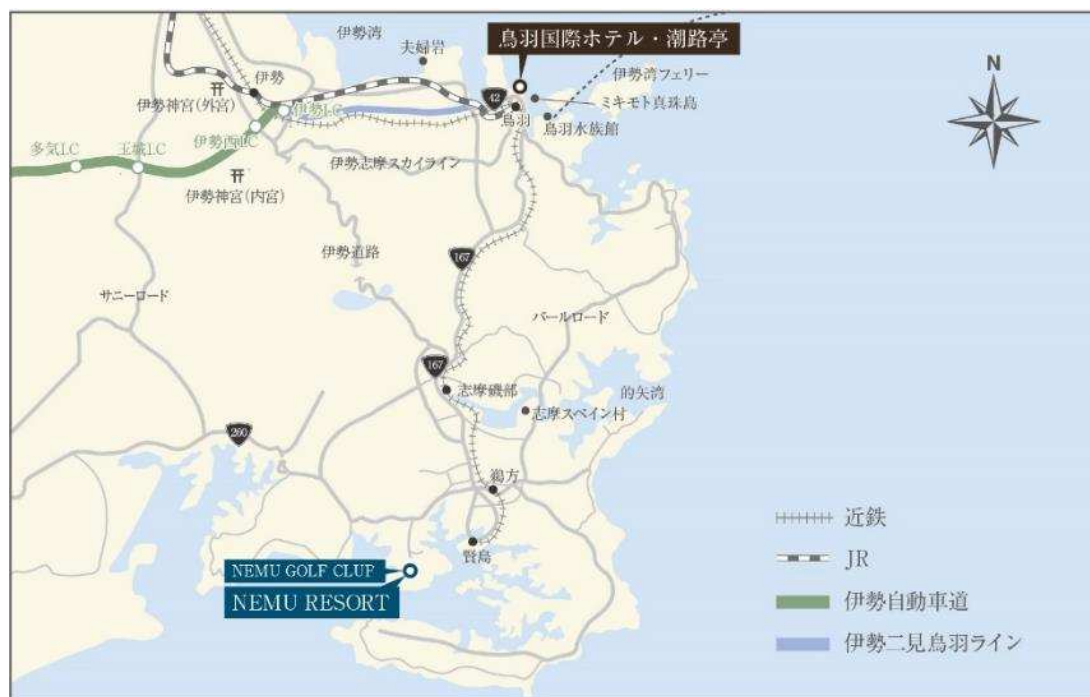 鳥羽国際ホテル・潮路亭
伊勢湾
夫婦岩
伊勢湾フェリー
N
伊勢
伊勢神宮(外宮)
伊勢I.C
42
ミキモト真珠島
鳥羽
鳥羽水族館
多気I.C
玉城I.C
伊勢西I.C
伊勢志摩スカイライン
伊勢神宮(内宮)
伊勢道路
167
サニーロード
パールロード
167
志摩磯部
的矢湾
志摩スペイン村
260
鵜方
近鉄
賢島
JR
NEMU GOLF CLUP
NEMU RESORT
伊勢自動車道
伊勢二見鳥羽ライン